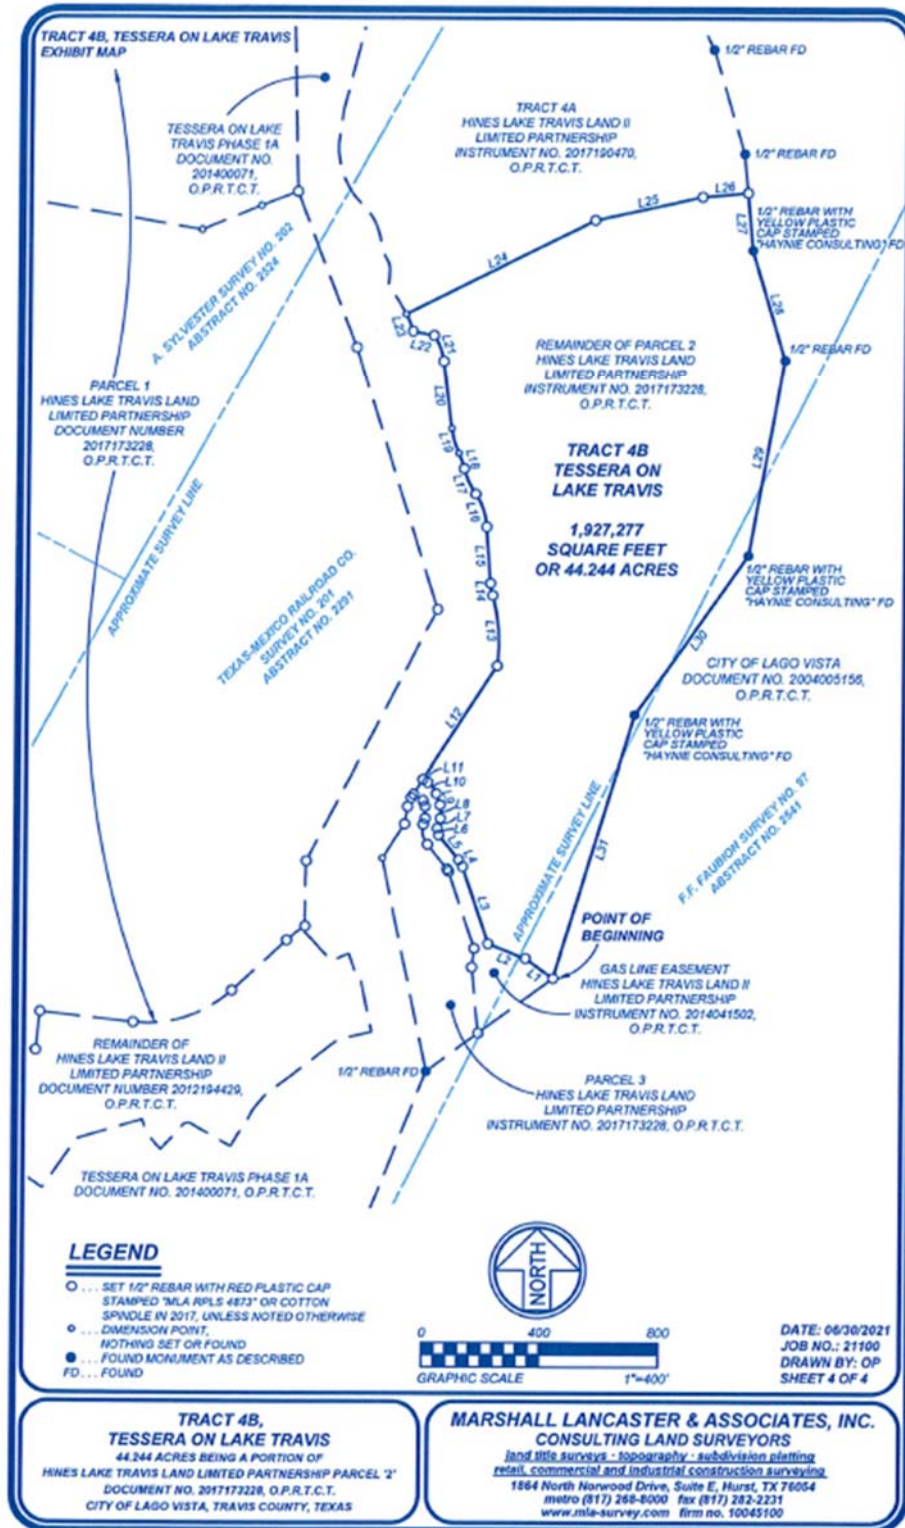 TRACT 4B, TESSERA ON LAKE TRAVIS
EXHIBIT MAP
1/2" REBAR FD
TESSERA ON LAKE
TRAVIS PHASE 1A
DOCUMENT NO.
201400071,
O.P.R.T.C.T.
TRACT 4A
HINES LAKE TRAVIS LAND II
LIMITED PARTNERSHIP
INSTRUMENT NO. 2017190470,
O.P.R.T.C.T.
1/2" REBAR FD
L26
L25
L27
1/2" REBAR WITH
YELLOW PLASTIC
CAP STAMPED
"HAYNIE CONSULTING" FD
L24
L28
A. SYLVESTER SURVEY NO. 202
ABSTRACT NO. 2524
L23
L22
L21
REMAINDER OF PARCEL 2
HINES LAKE TRAVIS LAND
LIMITED PARTNERSHIP
INSTRUMENT NO. 2017173228,
O.P.R.T.C.T.
1/2" REBAR FD
PARCEL 1
HINES LAKE TRAVIS LAND
LIMITED PARTNERSHIP
DOCUMENT NUMBER
2017173228,
O.P.R.T.C.T.
L20
L19
L18
L17
L16
L15
L14
L13
L29
TRACT 4B
TESSERA ON
LAKE TRAVIS
1,927,277
SQUARE FEET
OR 44.244 ACRES
APPROXIMATE SURVEY LINE
TEXAS-MEXICO RAILROAD CO.
SURVEY NO. 201
ABSTRACT NO. 2291
1/2" REBAR WITH
YELLOW PLASTIC
CAP STAMPED
"HAYNIE CONSULTING" FD
L30
CITY OF LAGO VISTA
DOCUMENT NO. 2004005156,
O.P.R.T.C.T.
L12
1/2" REBAR WITH
YELLOW PLASTIC
CAP STAMPED
"HAYNIE CONSULTING" FD
L11
L10
L9
L8
L7
L6
L5
L4
L3
L31
APPROXIMATE SURVEY LINE
F.F. FAUBION SURVEY NO. 97
ABSTRACT NO. 2541
POINT OF
BEGINNING
L2
L1
GAS LINE EASEMENT
HINES LAKE TRAVIS LAND II
LIMITED PARTNERSHIP
INSTRUMENT NO. 2014041502,
O.P.R.T.C.T.
REMAINDER OF
HINES LAKE TRAVIS LAND II
LIMITED PARTNERSHIP
DOCUMENT NUMBER 2012194429,
O.P.R.T.C.T.
1/2" REBAR FD
PARCEL 3
HINES LAKE TRAVIS LAND
LIMITED PARTNERSHIP
INSTRUMENT NO. 2017173228, O.P.R.T.C.T.
TESSERA ON LAKE TRAVIS PHASE 1A
DOCUMENT NO. 201400071, O.P.R.T.C.T.
LEGEND
O . . . SET 1/2" REBAR WITH RED PLASTIC CAP
STAMPED "MLA RPLS 4873" OR COTTON
SPINDLE IN 2017, UNLESS NOTED OTHERWISE
o . . . DIMENSION POINT,
NOTHING SET OR FOUND
● . . . FOUND MONUMENT AS DESCRIBED
FD . . . FOUND
NORTH
0 400 800
GRAPHIC SCALE 1"=400'
DATE: 06/30/2021
JOB NO.: 21100
DRAWN BY: OP
SHEET 4 OF 4
TRACT 4B,
TESSERA ON LAKE TRAVIS
44.244 ACRES BEING A PORTION OF
HINES LAKE TRAVIS LAND LIMITED PARTNERSHIP PARCEL '2'
DOCUMENT NO. 2017173228, O.P.R.T.C.T.
CITY OF LAGO VISTA, TRAVIS COUNTY, TEXAS
MARSHALL LANCASTER & ASSOCIATES, INC.
CONSULTING LAND SURVEYORS
land title surveys - topography - subdivision platting
retail, commercial and industrial construction surveying
1864 North Norwood Drive, Suite E, Hurst, TX 76054
metro (817) 268-8000 fax (817) 282-2231
www.mla-survey.com firm no. 10045100